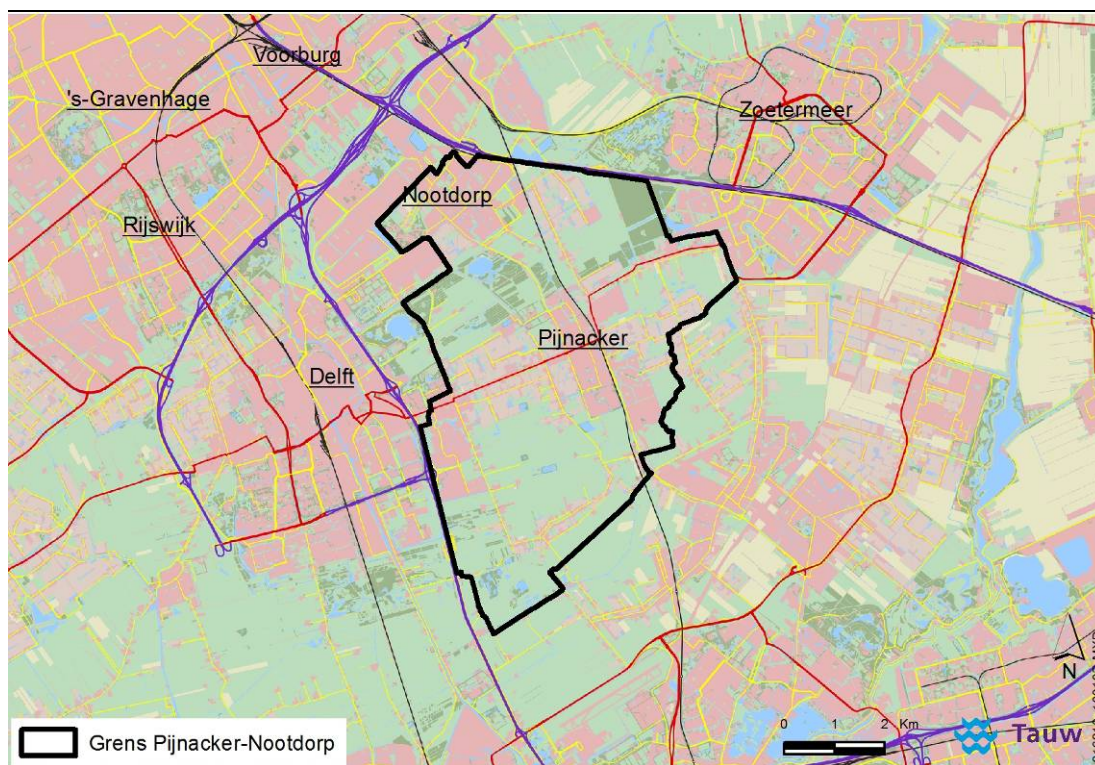 Voorburg
's-Gravenhage
Zoetermeer
Nootdorp
Rijswijk
Pijnacker
Delft
N
0 1 2 Km
Tauw
Grens Pijnacker-Nootdorp